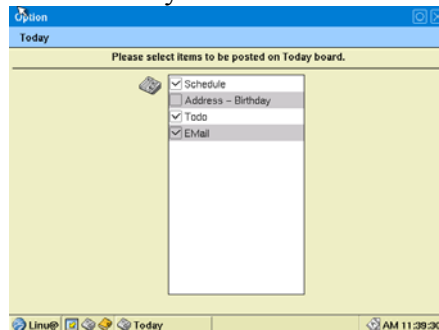 Option
Today
Please select items to be posted on Today board.
Schedule
Address - Birthday
Todo
EMail
Linu@ Today AM 11:39:30